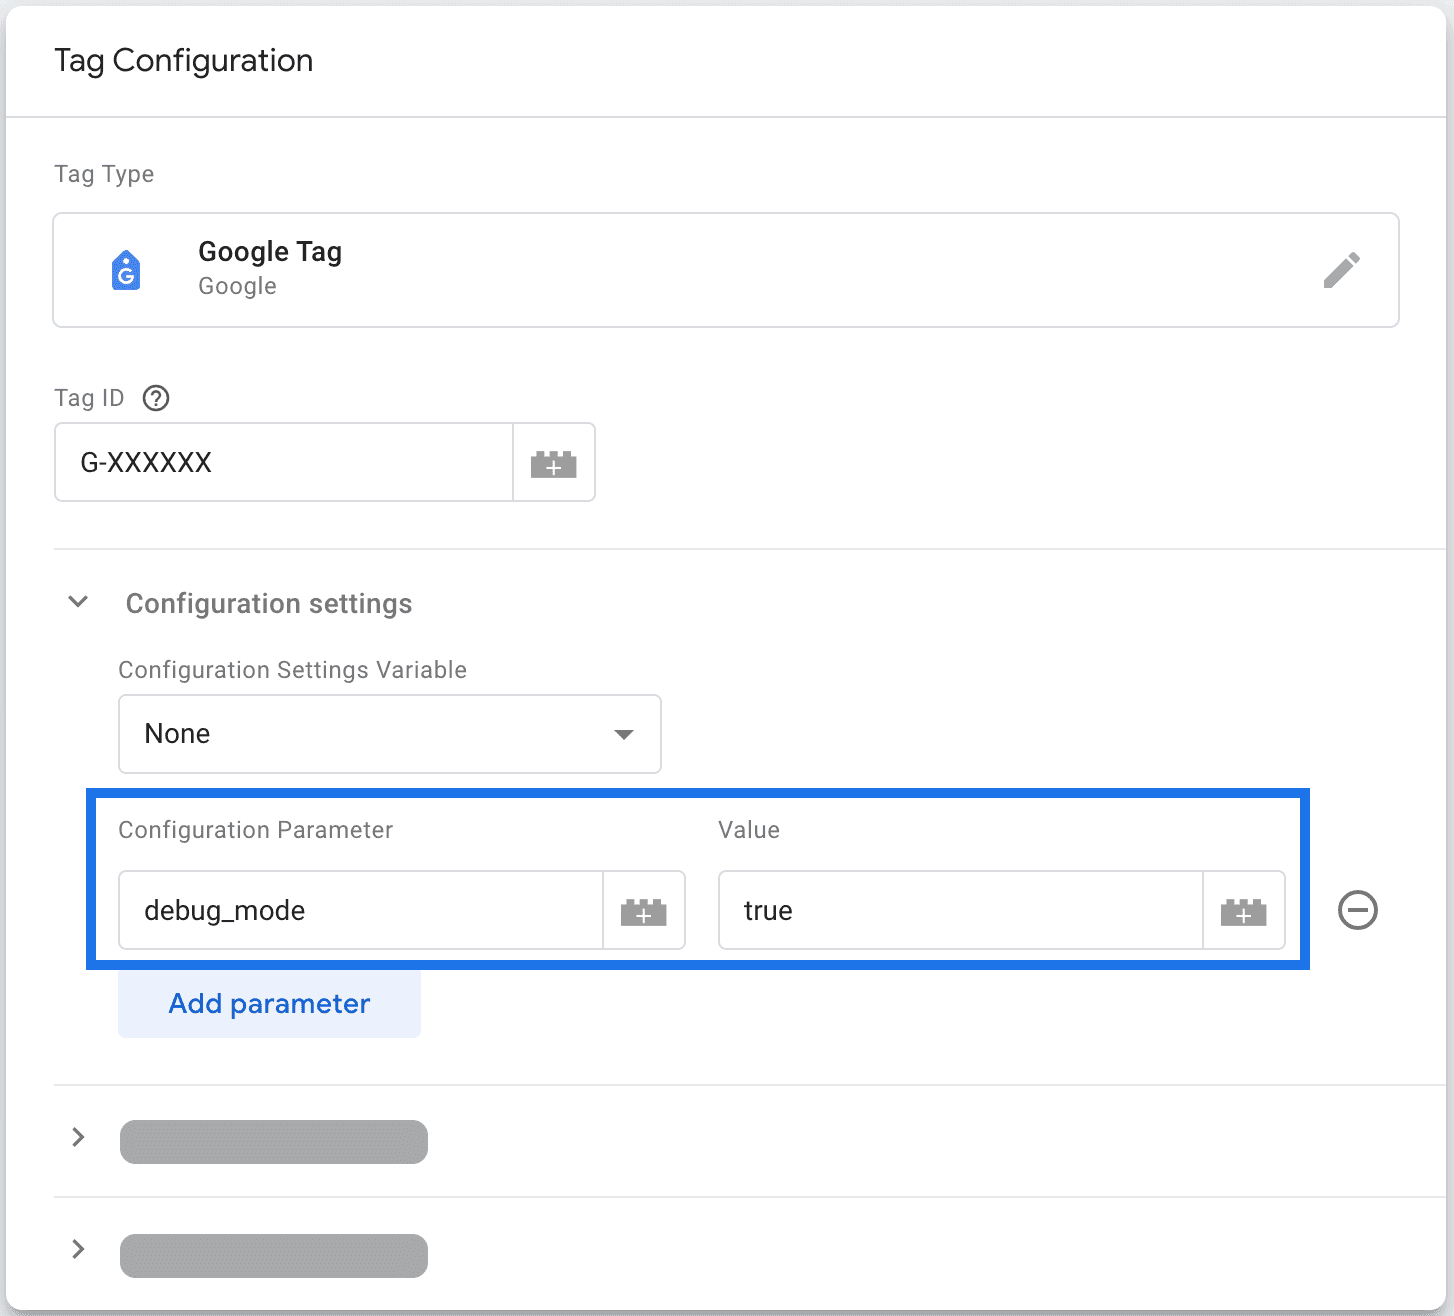 Tag Configuration
Tag Type
Google Tag
Google
Tag ID
G-XXXXXX
Configuration settings
Configuration Settings Variable
None
Configuration Parameter Value
debug_mode true
Add parameter